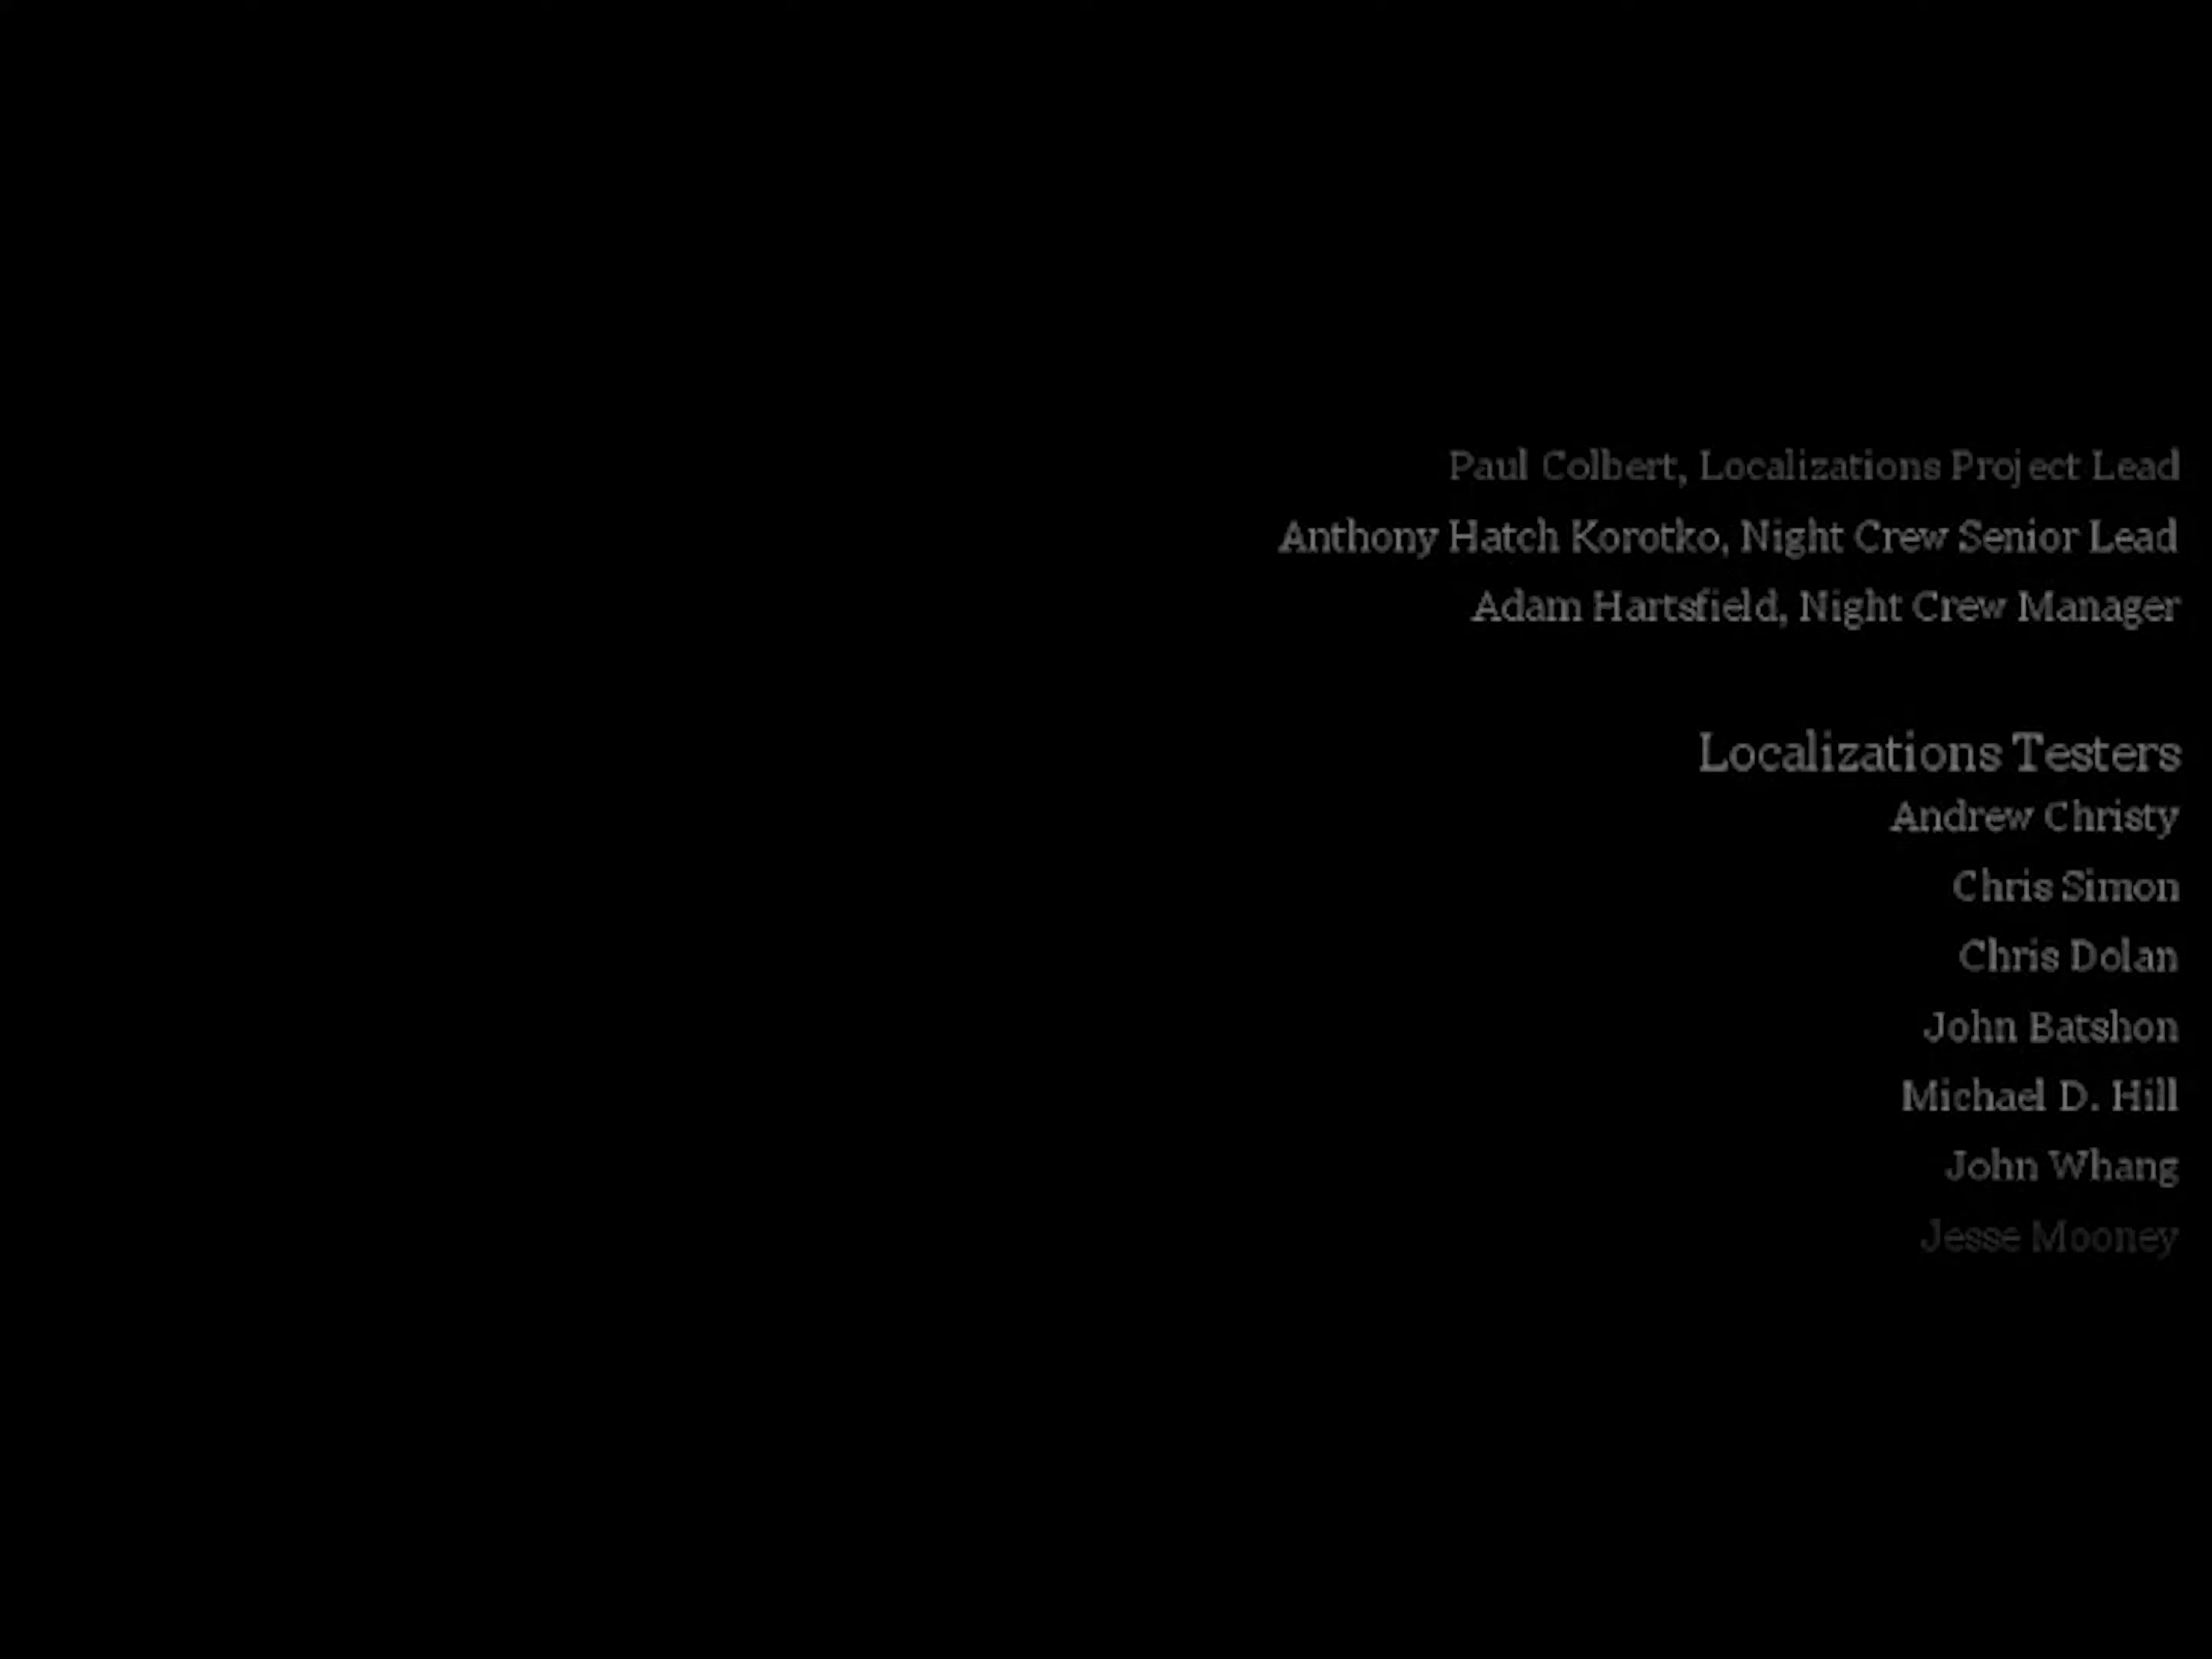 Paul Colbert, Localizations Project Lead
Anthony Hatch Korotko, Night Crew Senior Lead
Adam Hartsfield, Night Crew Manager
Localizations Testers
Andrew Christy
Chris Simon
Chris Dolan
John Batshon
Michael D. Hill
John Whang
Jesse Mooney